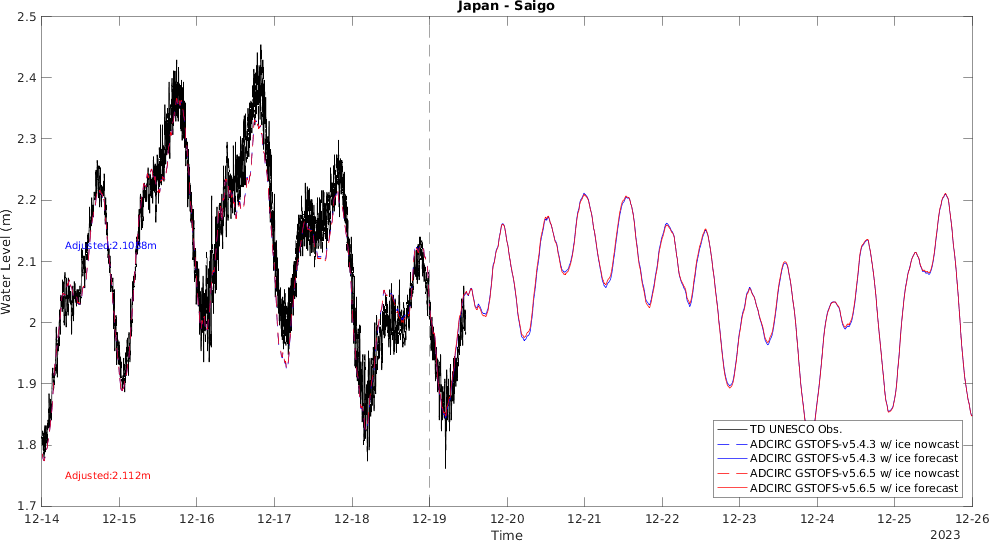 Japan - Saigo
2.5
2.4
2.3
2.2
2.1
2
1.9
1.8
1.7
Water Level (m)
Adjusted:2.1038m
Adjusted:2.112m
TD UNESCO Obs.
ADCIRC GSTOFS-v5.4.3 w/ ice nowcast
ADCIRC GSTOFS-v5.4.3 w/ ice forecast
ADCIRC GSTOFS-v5.6.5 w/ ice nowcast
ADCIRC GSTOFS-v5.6.5 w/ ice forecast
12-14 12-15 12-16 12-17 12-18 12-19 12-20 12-21 12-22 12-23 12-24 12-25 12-26
Time
2023